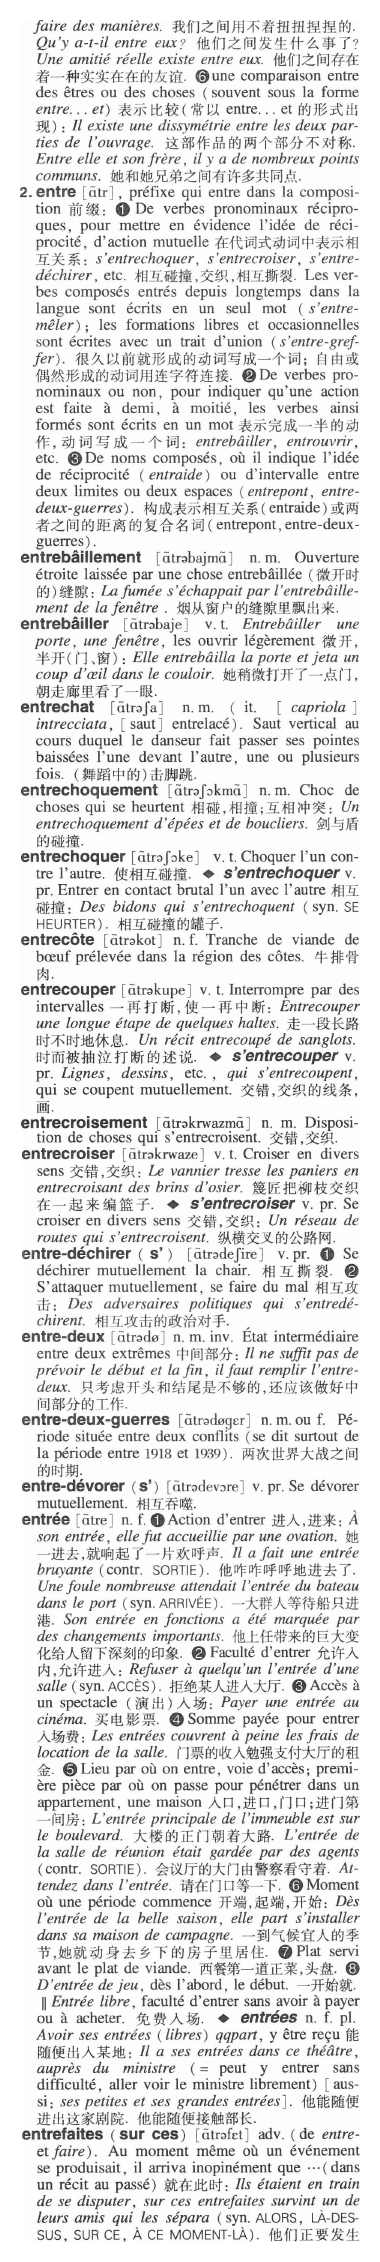 faire des manières. 我们之间用不着扭扭捏捏的.
Qu'y a-t-il entre eux? 他们之间发生什么事了?
Une amitié réelle existe entre eux. 他们之间存在
着一种实实在在的友谊. ❻une comparaison entre
des êtres ou des choses (souvent sous la forme
entre... et) 表示比较(常以 entre... et 的形式出
现): Il existe une dissymétrie entre les deux par-
ties de l'ouvrage. 这部作品的两个部分不对称.
Entre elle et son frère, il y a de nombreux points
communs. 她和她兄弟之间有许多共同点.
2. entre [ɑ̃tr], préfixe qui entre dans la composi-
tion 前缀: ❶ De verbes pronominaux récipro-
ques, pour mettre en évidence l'idée de réci-
procité, d'action mutuelle 在代词式动词中表示相
互关系: s'entrechoquer, s'entrecroiser, s'entre-
déchirer, etc. 相互碰撞,交织,相互撕裂. Les ver-
bes composés entrés depuis longtemps dans la
langue sont écrits en un seul mot (s'entre-
mêler); les formations libres et occasionnelles
sont écrites avec un trait d'union (s'entre-gref-
fer). 很久以前就形成的动词写成一个词; 自由或
偶然形成的动词用连字符连接. ❷De verbes pro-
nominaux ou non, pour indiquer qu'une action
est faite à demi, à moitié, les verbes ainsi
formés sont écrits en un mot 表示完成一半的动
作,动词写成一个词: entrebâiller, entrouvrir,
etc. ❸De noms composés, où il indique l'idée
de réciprocité (entraide) ou d'intervalle entre
deux limites ou deux espaces (entrepont, entre-
deux-guerres). 构成表示相互关系(entraide)或两
者之间的距离的复合名词(entrepont, entre-deux-
guerres).
entrebâillement [ɑ̃trəbajmɑ̃] n. m. Ouverture
étroite laissée par une chose entrebâillée (微开时
的)缝隙: La fumée s'échappait par l'entrebâille-
ment de la fenêtre. 烟从窗户的缝隙里飘出来.
entrebâiller [ɑ̃trəbaje] v. t. Entrebâiller une
porte, une fenêtre, les ouvrir légèrement 微开,
半开(门、窗): Elle entrebâilla la porte et jeta un
coup d'œil dans le couloir. 她稍微打开了一点门,
朝走廊里看了一眼.
entrechat [ɑ̃trəʃa] n. m. (it. [capriola]
intrecciata, [saut] entrelacé). Saut vertical au
cours duquel le danseur fait passer ses pointes
baissées l'une devant l'autre, une ou plusieurs
fois. (舞蹈中的)击脚跳.
entrechoquement [ɑ̃trəʃɔkmɑ̃] n. m. Choc de
choses qui se heurtent 相碰,相撞;互相冲突: Un
entrechoquement d'épées et de boucliers. 剑与盾
的碰撞.
entrechoquer [ɑ̃trəʃɔke] v. t. Choquer l'un con-
tre l'autre. 使相互碰撞. ◆ s'entrechoquer v.
pr. Entrer en contact brutal l'un avec l'autre 相互
碰撞: Des bidons qui s'entrechoquent (syn. SE
HEURTER). 相互碰撞的罐子.
entrecôte [ɑ̃trəkot] n. f. Tranche de viande de
bœuf prélevée dans la région des côtes. 牛排骨
肉.
entrecouper [ɑ̃trəkupe] v. t. Interrompre par des
intervalles 一再打断,使一再中断: Entrecouper
une longue étape de quelques haltes. 走一段长路
时不时地休息. Un récit entrecoupé de sanglots.
时而被抽泣打断的述说. ◆ s'entrecouper v.
pr. Lignes, dessins, etc., qui s'entrecoupent,
qui se coupent mutuellement. 交错,交织的线条,
画.
entrecroisement [ɑ̃trəkrwazmɑ̃] n. m. Disposi-
tion de choses qui s'entrecroisent. 交错,交织.
entrecroiser [ɑ̃trəkrwaze] v. t. Croiser en divers
sens 交错,交织: Le vannier tresse les paniers en
entrecroisant des brins d'osier. 篾匠把柳枝交织
在一起来编篮子. ◆ s'entrecroiser v. pr. Se
croiser en divers sens 交错,交织: Un réseau de
routes qui s'entrecroisent. 纵横交叉的公路网.
entre-déchirer (s') [ɑ̃trədeʃire] v. pr. ❶ Se
déchirer mutuellement la chair. 相互撕裂. ❷
S'attaquer mutuellement, se faire du mal 相互攻
击: Des adversaires politiques qui s'entredé-
chirent. 相互攻击的政治对手.
entre-deux [ɑ̃trədø] n. m. inv. État intermédiaire
entre deux extrêmes 中间部分: Il ne suffit pas de
prévoir le début et la fin, il faut remplir l'entre-
deux. 只考虑开头和结尾是不够的,还应该做好中
间部分的工作.
entre-deux-guerres [ɑ̃trədøgɛr] n. m. ou f. Pé-
riode située entre deux conflits (se dit surtout de
la période entre 1918 et 1939). 两次世界大战之间
的时期.
entre-dévorer (s') [ɑ̃trədevɔre] v. pr. Se dévorer
mutuellement. 相互吞噬.
entrée [ɑ̃tre] n. f. ❶Action d'entrer 进入,进来: À
son entrée, elle fut accueillie par une ovation. 她
一进去,就响起了一片欢呼声. Il a fait une entrée
bruyante (contr. SORTIE). 他咋咋呼呼地进去了.
Une foule nombreuse attendait l'entrée du bateau
dans le port (syn. ARRIVÉE). 一大群人等待船只进
港. Son entrée en fonctions a été marquée par
des changements importants. 他上任带来的巨大变
化给人留下深刻的印象. ❷ Faculté d'entrer 允许入
内,允许进入: Refuser à quelqu'un l'entrée d'une
salle (syn. ACCÈS). 拒绝某人进入大厅. ❸ Accès à
un spectacle (演出)入场: Payer une entrée au
cinéma. 买电影票. ❹ Somme payée pour entrer
入场费: Les entrées couvrent à peine les frais de
location de la salle. 门票的收入勉强支付大厅的租
金. ❺ Lieu par où on entre, voie d'accès; premi-
ère pièce par où on passe pour pénétrer dans un
appartement, une maison 入口,进口,门口;进门第
一间房: L'entrée principale de l'immeuble est sur
le boulevard. 大楼的正门朝着大路. L'entrée de
la salle de réunion était gardée par des agents
(contr. SORTIE). 会议厅的大门由警察看守着. At-
tendez dans l'entrée. 请在门口等一下. ❻ Moment
où une période commence 开端,起端,开始: Dès
l'entrée de la belle saison, elle part s'installer
dans sa maison de campagne. 一到气候宜人的季
节,她就动身去乡下的房子里居住. ❼ Plat servi
avant le plat de viande. 西餐第一道正菜,头盘. ❽
D'entrée de jeu, dès l'abord, le début. 一开始就.
‖ Entrée libre, faculté d'entrer sans avoir à payer
ou à acheter. 免费入场. ◆ entrées n. f. pl.
Avoir ses entrées (libres) qqpart, y être reçu 能
随便出入某地: Il a ses entrées dans ce théâtre,
auprès du ministre (= peut y entrer sans
difficulté, aller voir le ministre librement) [aus-
si: ses petites et ses grandes entrées]. 他能随便
进出这家剧院. 他能随便接触部长.
entrefaites (sur ces) [ɑ̃trəfɛt] adv. (de entre-
et faire). Au moment même où un événement
se produisait, il arriva inopinément que …(dans
un récit au passé) 就在此时: Ils étaient en train
de se disputer, sur ces entrefaites survint un de
leurs amis qui les sépara (syn. ALORS, LÀ-DES-
SUS, SUR CE, À CE MOMENT-LÀ). 他们正要发生